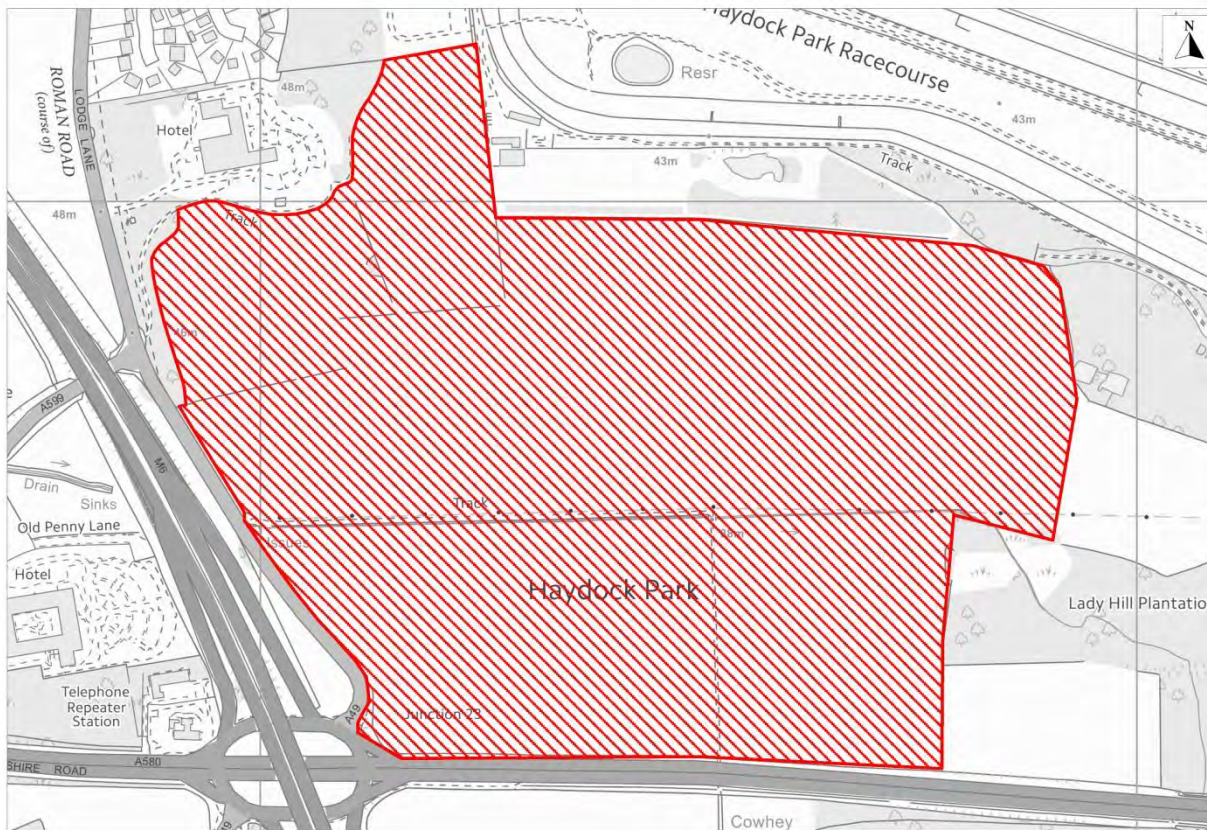 Haydock Park Racecourse
N
Resr
48m
ROMAN ROAD
(course of)
LODGE LANE
Hotel
43m
43m
Track
48m
Track
A599
M6
Drain
Sinks
Track
Old Penny Lane
Issues
Hotel
Haydock Park
Lady Hill Plantatio
Telephone
Repeater
Station
A49
Junction 23
SHIRE ROAD
A580
Cowhey